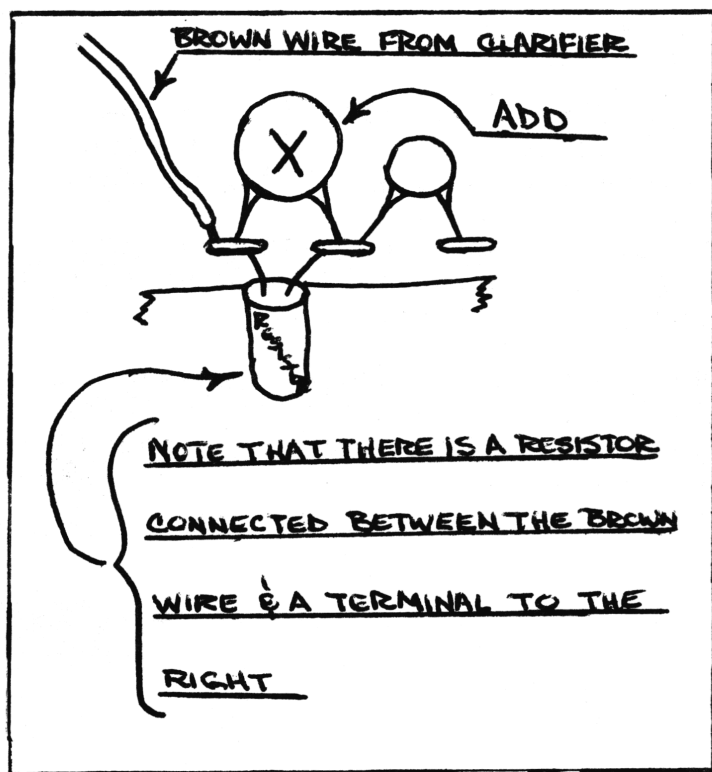 BROWN WIRE FROM CLARIFIER
ADD
X
RESISTOR
NOTE THAT THERE IS A RESISTOR
CONNECTED BETWEEN THE BROWN
WIRE & A TERMINAL TO THE
RIGHT